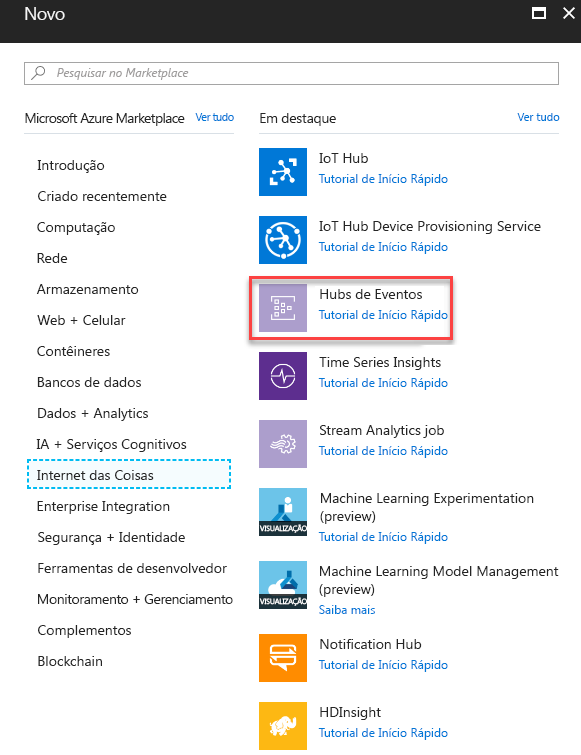 Novo
Pesquisar no Marketplace
Microsoft Azure Marketplace Ver tudo
Introdução
Criado recentemente
Computação
Rede
Armazenamento
Web + Celular
Contêineres
Bancos de dados
Dados + Analytics
IA + Serviços Cognitivos
Internet das Coisas
Enterprise Integration
Segurança + Identidade
Ferramentas de desenvolvedor
Monitoramento + Gerenciamento
Complementos
Blockchain
Em destaque Ver tudo
IoT Hub
Tutorial de Início Rápido
IoT Hub Device Provisioning Service
Tutorial de Início Rápido
Hubs de Eventos
Tutorial de Início Rápido
Time Series Insights
Tutorial de Início Rápido
Stream Analytics job
Tutorial de Início Rápido
VISUALIZAÇÃO
Machine Learning Experimentation
(preview)
Tutorial de Início Rápido
VISUALIZAÇÃO
Machine Learning Model Management
(preview)
Saiba mais
Notification Hub
Tutorial de Início Rápido
HDInsight
Tutorial de Início Rápido